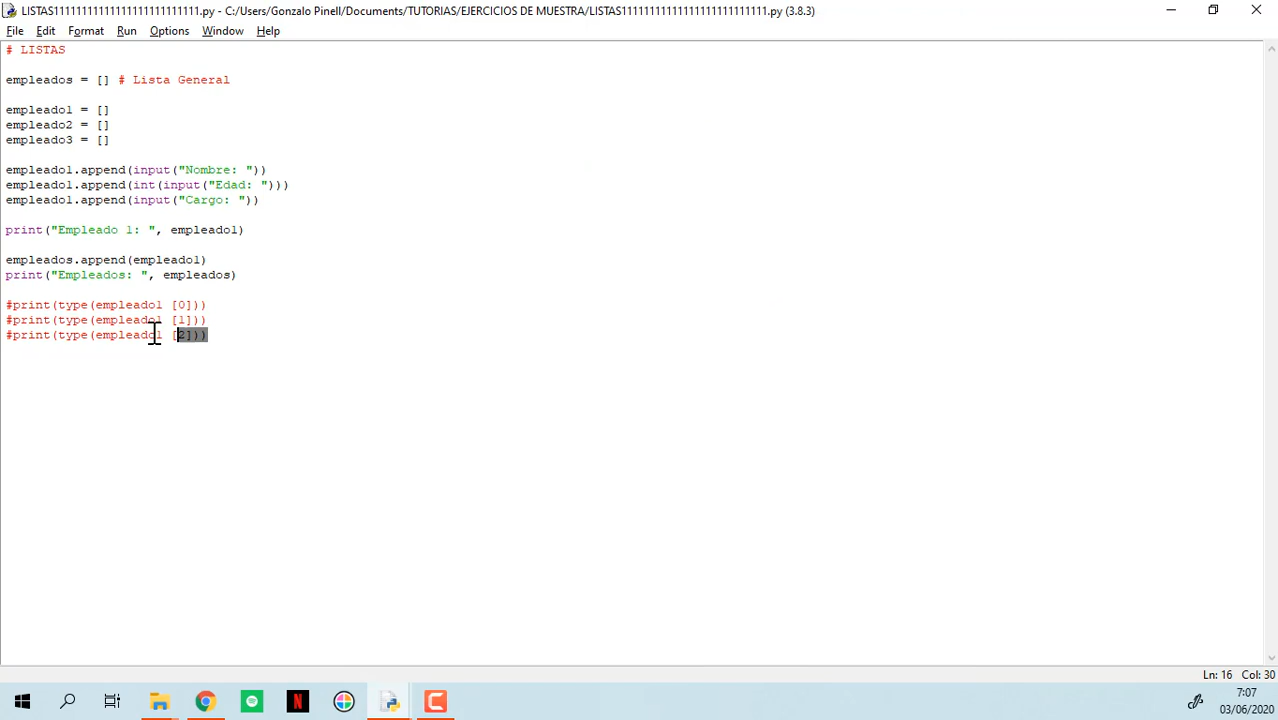 LISTAS11111111111111111111111111.py - C:/Users/Gonzalo Pinell/Documents/TUTORIAS/EJERCICIOS DE MUESTRA/LISTAS11111111111111111111111111.py (3.8.3)
File Edit Format Run Options Window Help
# LISTAS
empleados = [] # Lista General
empleado1 = []
empleado2 = []
empleado3 = []
empleado1.append(input("Nombre: "))
empleado1.append(int(input("Edad: ")))
empleado1.append(input("Cargo: "))
print("Empleado 1: ", empleado1)
empleados.append(empleado1)
print("Empleados: ", empleados)
#print(type(empleado1 [0]))
#print(type(empleado1 [1]))
#print(type(empleado1 [2]))
Ln: 16 Col: 30
N
7:07
03/06/2020